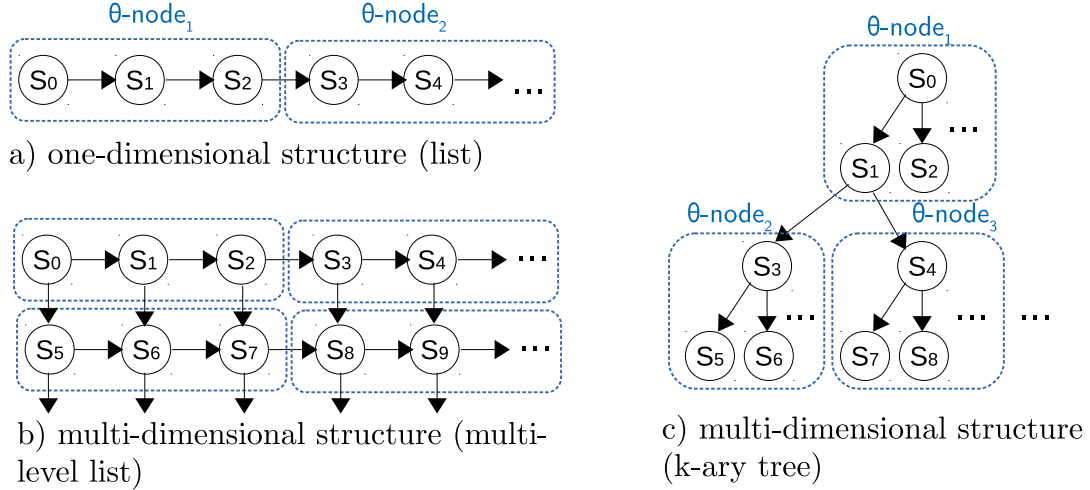 θ-node₁ θ-node₂
S₀ S₁ S₂ S₃ S₄ ...
a) one-dimensional structure (list)
S₀ S₁ S₂ S₃ S₄ ...
S₅ S₆ S₇ S₈ S₉ ...
b) multi-dimensional structure (multi-
level list)
θ-node₁
S₀
...
S₁ S₂
θ-node₂ θ-node₃
S₃ S₄
... ... ...
S₅ S₆ S₇ S₈
c) multi-dimensional structure
(k-ary tree)